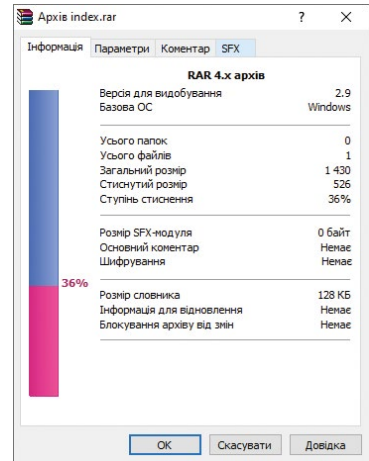 Архів index.rar ? ×
Інформація Параметри Коментар SFX
RAR 4.x архів
Версія для видобування 2.9
Базова ОС Windows
Усього папок 0
Усього файлів 1
Загальний розмір 1 430
Стиснутий розмір 526
Ступінь стиснення 36%
Розмір SFX-модуля 0 байт
Основний коментар Немає
Шифрування Немає
36%
Розмір словника 128 КБ
Інформація для відновлення Немає
Блокування архіву від змін Немає
OK Скасувати Довідка